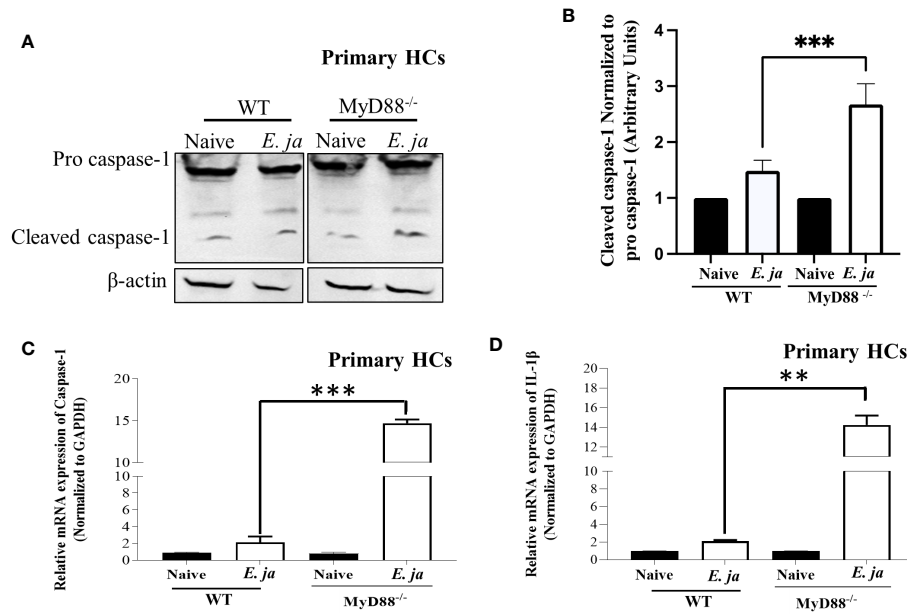 A
Primary HCs
WT
MyD88-/-
Naive
E. ja
Naive
E. ja
Pro caspase-1
Cleaved caspase-1
β-actin
B
Cleaved caspase-1 Normalized to
pro caspase-1 (Arbitrary Units)
4
3
2
1
0
***
Naive
E. ja
Naive
E. ja
WT
MyD88 -/-
C
Primary HCs
Relative mRNA expression of Caspase-1
(Normalized to GAPDH)
20
15
10
10
8
6
4
2
0
***
Naive
E. ja
Naive
E. ja
WT
MyD88-/-
D
Primary HCs
Relative mRNA expression of IL-1β
(Normalized to GAPDH)
20
18
16
14
12
10
8
6
4
2
0
**
Naive
E. ja
Naive
E. ja
WT
MyD88-/-